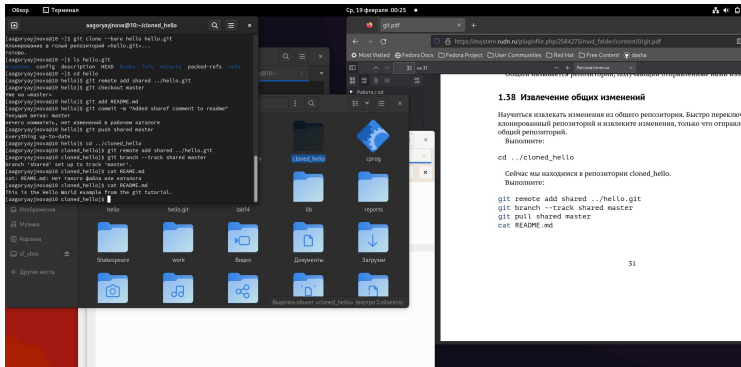 Обзор
Терминал
Ср, 19 февраля 00:25
aagoryayjnova@10:~/cloned_hello
[aagoryayjnova@10 ~]$ git clone --bare hello hello.git
Клонирование в голый репозиторий «hello.git»...
готово.
[aagoryayjnova@10 ~]$ ls hello.git
branches config description HEAD hooks info objects packed-refs refs
[aagoryayjnova@10 ~]$ cd hello
[aagoryayjnova@10 hello]$ git remote add shared ../hello.git
[aagoryayjnova@10 hello]$ git checkout master
Уже на «master»
[aagoryayjnova@10 hello]$ git add README.md
[aagoryayjnova@10 hello]$ git commit -m "Added sharef comment to readme"
Текущая ветка: master
нечего коммитить, нет изменений в рабочем каталоге
[aagoryayjnova@10 hello]$ git push shared master
Everything up-to-date
[aagoryayjnova@10 hello]$ cd ../cloned_hello
[aagoryayjnova@10 cloned_hello]$ git remote add shared ../hello.git
[aagoryayjnova@10 cloned_hello]$ git branch --track shared master
branch 'shared' set up to track 'master'.
[aagoryayjnova@10 cloned_hello]$ cat REAME.md
cat: REAME.md: Нет такого файла или каталога
[aagoryayjnova@10 cloned_hello]$ cat README.md
This is the Hello World example from the git tutorial.
[aagoryayjnova@10 cloned_hello]$
@10:~
cloned_hello
cprog
Изображения
Музыка
Корзина
sf_vbox
Другие места
hello
hello.git
lab14
lib
reports
Shakespeare
work
Видео
Документы
Загрузки
Выделен объект «cloned_hello» (внутри 3 объекта)
git.pdf
https://esystem.rudn.ru/pluginfile.php/2584275/mod_folder/content/0/git.pdf
Most Visited
Fedora Docs
Fedora Project
User Communities
Red Hat
Free Content
dasha
31
из 31
Автоматически
Работа с git
1.38 Извлечение общих изменений
Научиться извлекать изменения из общего репозитория. Быстро переклю
клонированный репозиторий и извлеките изменения, только что отправл
общий репозиторий.
Выполните:
cd ../cloned_hello
Сейчас мы находимся в репозитории cloned_hello.
Выполните:
git remote add shared ../hello.git
git branch --track shared master
git pull shared master
cat README.md
31